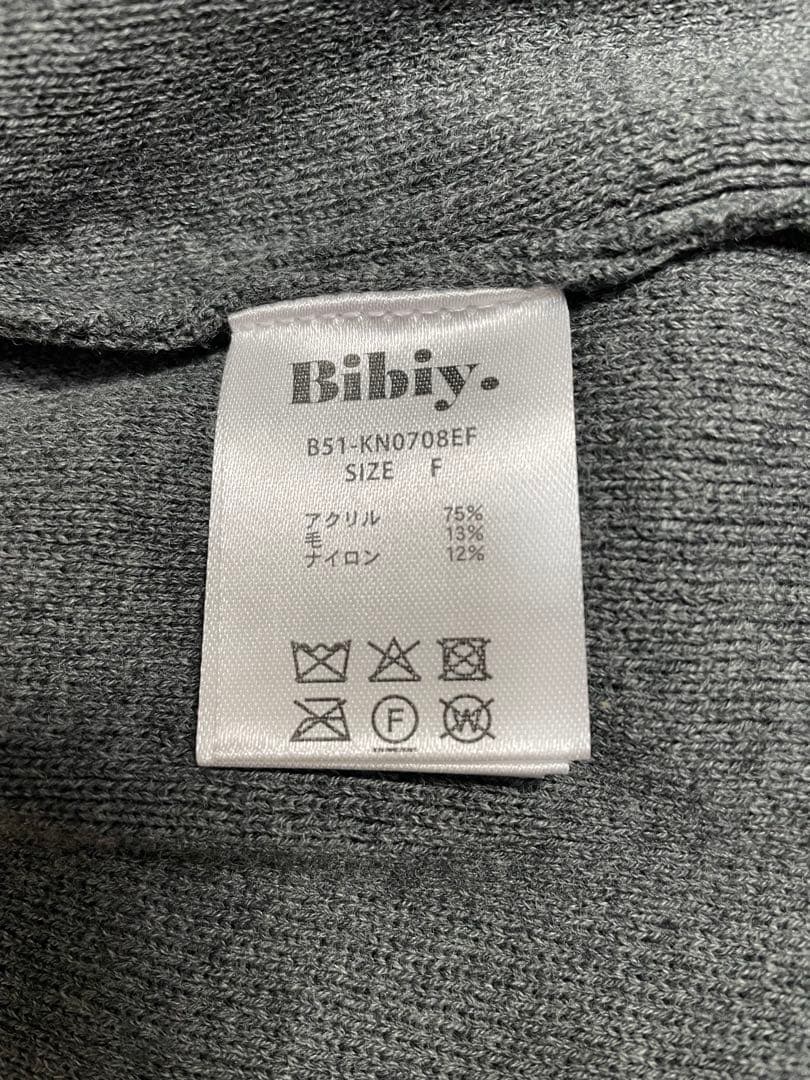 Bibiy.
B51-KN0708EF
SIZE F
アクリル 75%
毛 13%
ナイロン 12%
F
W